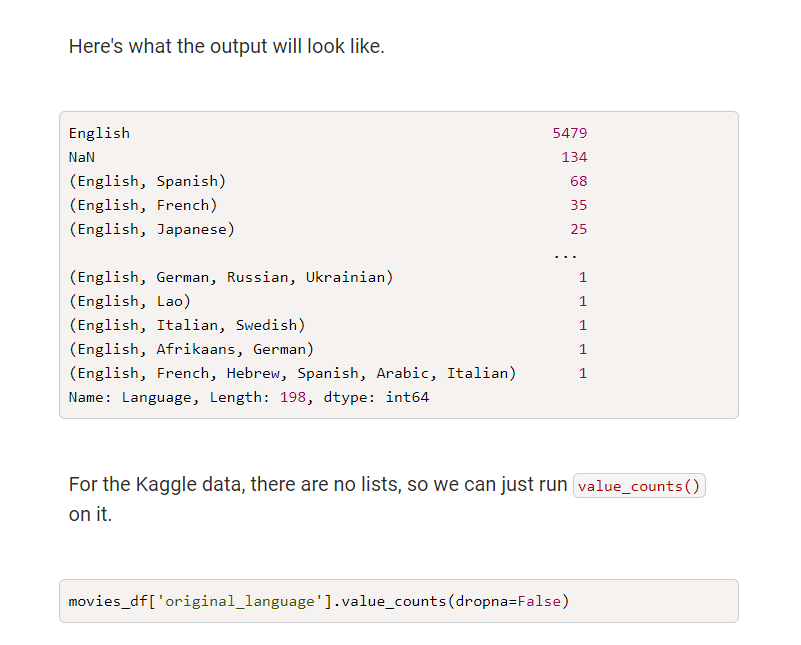 Here's what the output will look like.
English 5479
NaN 134
(English, Spanish) 68
(English, French) 35
(English, Japanese) 25
...
(English, German, Russian, Ukrainian) 1
(English, Lao) 1
(English, Italian, Swedish) 1
(English, Afrikaans, German) 1
(English, French, Hebrew, Spanish, Arabic, Italian) 1
Name: Language, Length: 198, dtype: int64
For the Kaggle data, there are no lists, so we can just run value_counts()
on it.
movies_df['original_language'].value_counts(dropna=False)